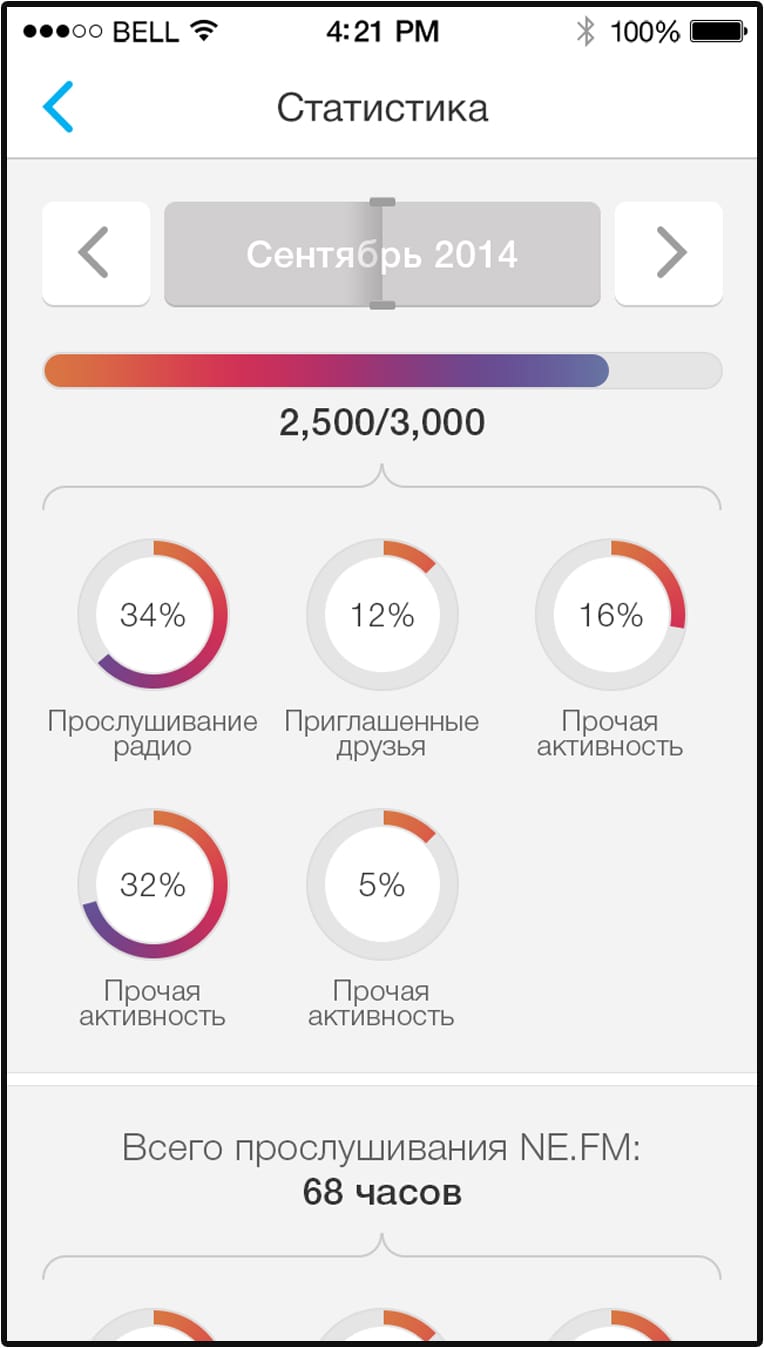 BELL 4:21 PM 100%
Статистика
Сентябрь 2014
2,500/3,000
34% 12% 16%
Прослушивание Приглашенные Прочая
радио друзья активность
32% 5%
Прочая Прочая
активность активность
Всего прослушивания NE.FM:
68 часов